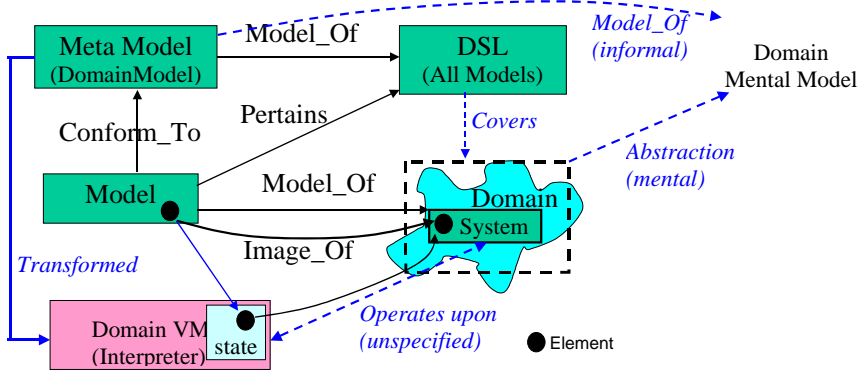 Meta Model
(DomainModel)
Model_Of
DSL
(All Models)
Model_Of
(informal)
Domain
Mental Model
Conform_To
Pertains
Covers
Abstraction
(mental)
Model
Model_Of
Domain
System
Image_Of
Transformed
Domain VM
(Interpreter)
state
Operates upon
(unspecified)
Element